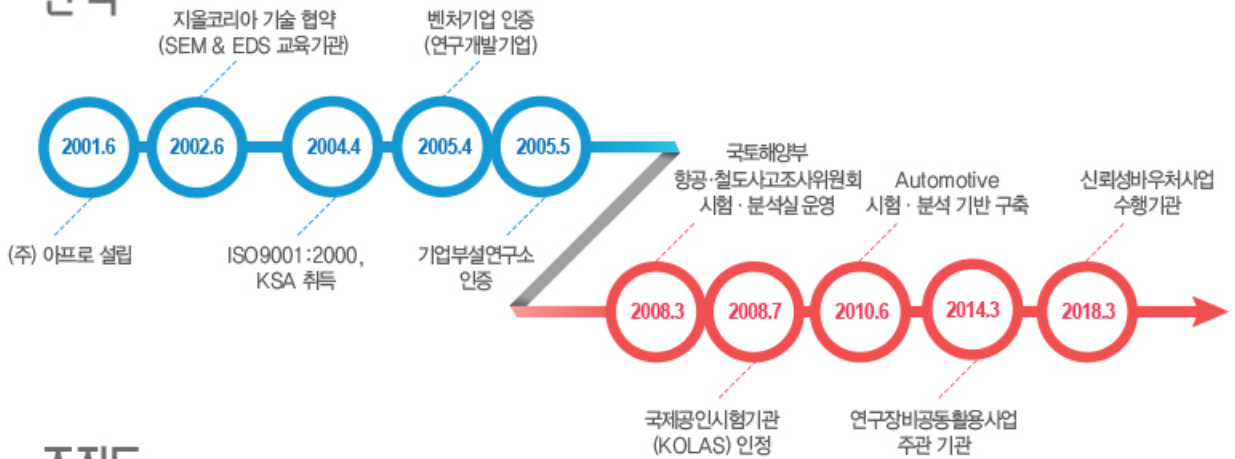 지올코리아 기술 협약
(SEM & EDS 교육기관)
벤처기업 인증
(연구개발기업)
2001.6
2002.6
2004.4
2005.4
2005.5
(주) 아프로 설립
ISO9001:2000,
KSA 취득
기업부설연구소
인증
국토해양부
항공·철도사고조사위원회
시험·분석실 운영
Automotive
시험·분석 기반 구축
신뢰성바우처사업
수행기관
2008.3
2008.7
2010.6
2014.3
2018.3
국제공인시험기관
(KOLAS) 인정
연구장비공동활용사업
주관 기관